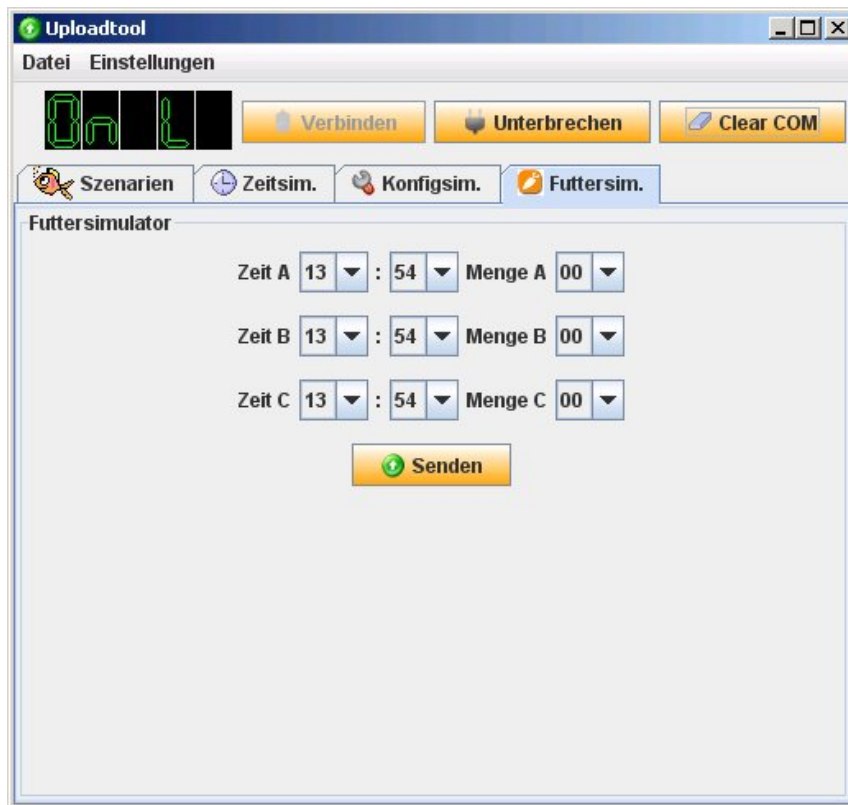 Uploadtool
Datei Einstellungen
On L Verbinden Unterbrechen Clear COM
Szenarien Zeitsim. Konfigsim. Futtersim.
Futtersimulator
Zeit A 13 : 54 Menge A 00
Zeit B 13 : 54 Menge B 00
Zeit C 13 : 54 Menge C 00
Senden